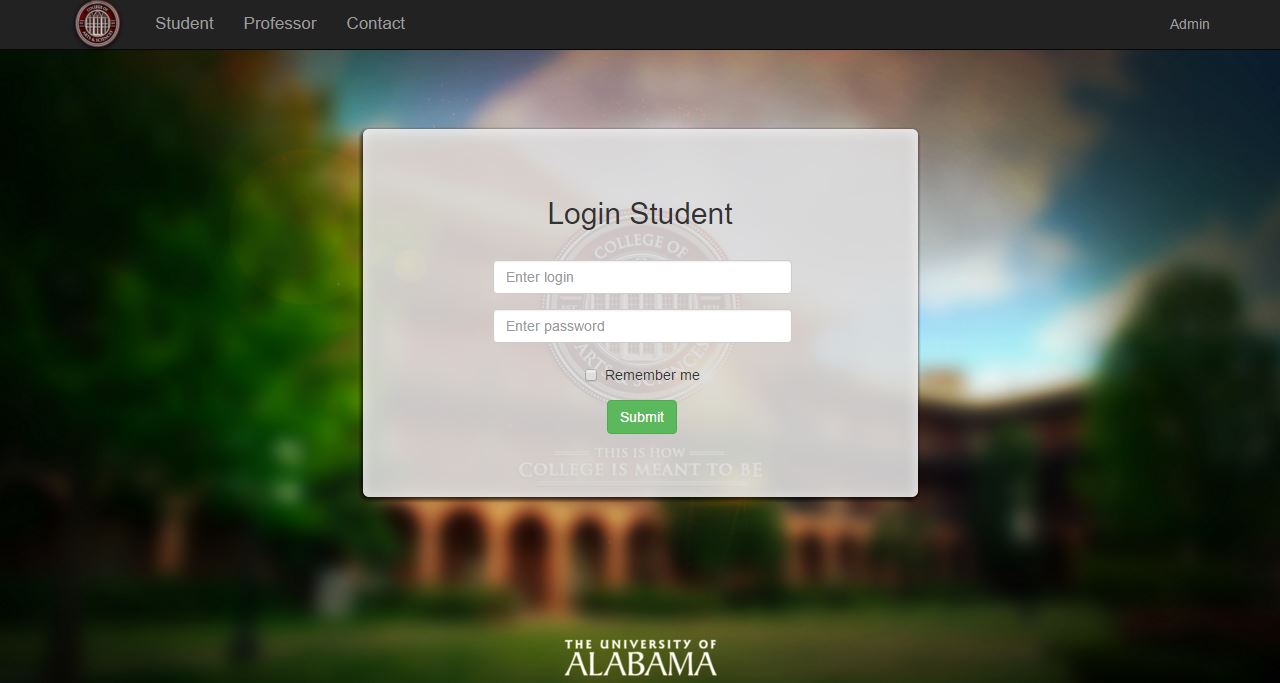 Student Professor Contact Admin
Login Student
COLLEGE OF
Enter login
Enter password
ARTS & SCIENCES
Remember me
Submit
THIS IS HOW
COLLEGE IS MEANT TO BE
THE UNIVERSITY OF
ALABAMA